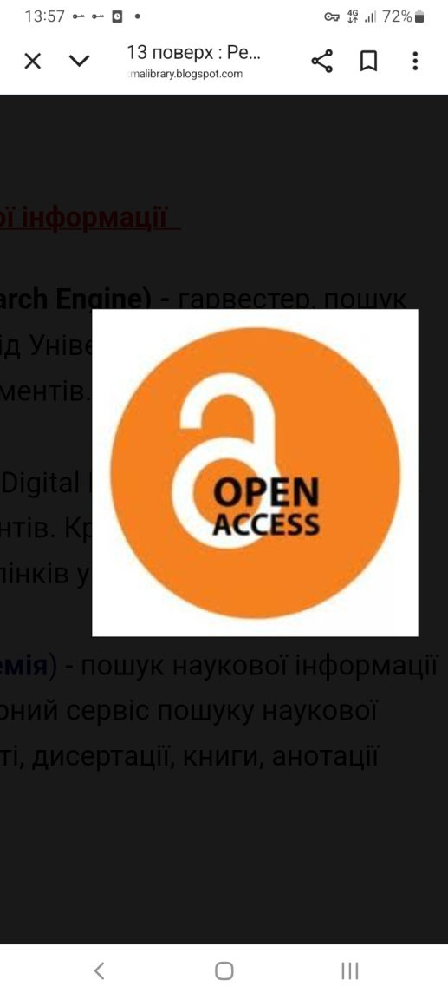 13:57
4G
72%
13 поверх : Ре...
malibrary.blogspot.com
ої інформації
arch Engine) - гарвестер, пошук
ід Уніве
ментів.
OPEN
ACCESS
Digital
нтів. Кр
лінків у
емія) - пошук наукової інформації
рний сервіс пошуку наукової
ті, дисертації, книги, анотації